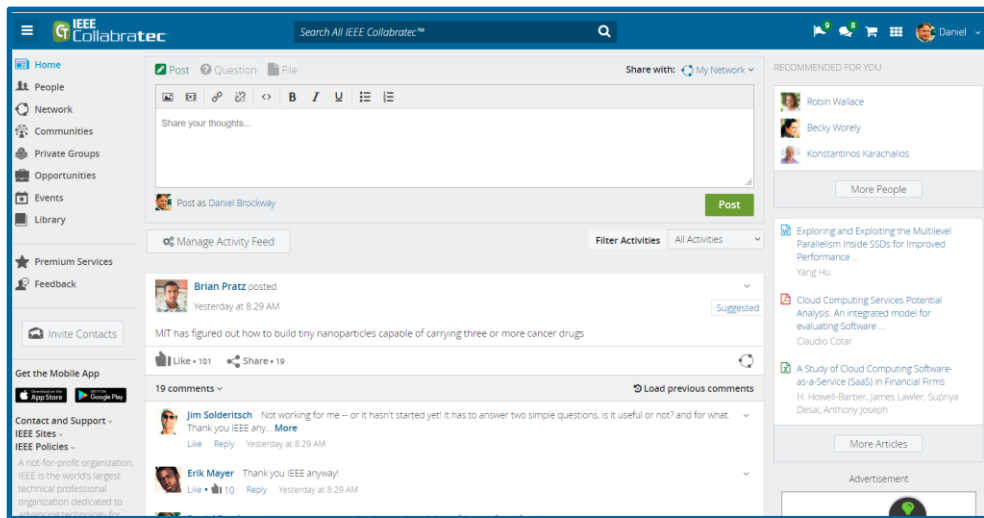 IEEE
Collabratec
Search All IEEE Collabratec™
9
8
Daniel
Home
People
Network
Communities
Private Groups
Opportunities
Events
Library
Premium Services
Feedback
Invite Contacts
Get the Mobile App
Download on the
App Store
GET IT ON
Google Play
Contact and Support
IEEE Sites
IEEE Policies
A not-for-profit organization,
IEEE is the world's largest
technical professional
organization dedicated to
advancing technology for
Post Question File
Share with: My Network
B I U
Share your thoughts...
Post as Daniel Brockway
Post
Manage Activity Feed
Filter Activities All Activities
Brian Pratz posted
Yesterday at 8:29 AM
Suggested
MIT has figured out how to build tiny nanoparticles capable of carrying three or more cancer drugs
Like • 101 Share • 19
19 comments
Load previous comments
Jim Solderitsch Not working for me -- or it hasn't started yet! It has to answer two simple questions, is it useful or not? and for what.
Thank you IEEE any... More
Like Reply Yesterday at 8:29 AM
Erik Mayer Thank you IEEE anyway!
Like • 10 Reply Yesterday at 8:29 AM
RECOMMENDED FOR YOU
Robin Wallace
Becky Worely
Konstantinos Karachalios
More People
Exploring and Exploiting the Multilevel
Parallelism Inside SSDs for Improved
Performance ...
Yang Hu.
Cloud Computing Services Potential
Analysis. An integrated model for
evaluating Software ...
Claudio Cotar
A Study of Cloud Computing Software-
as-a-Service (SaaS) in Financial Firms
H. Howell-Barber, James Lawler, Supriya
Desai, Anthony Joseph
More Articles
Advertisement